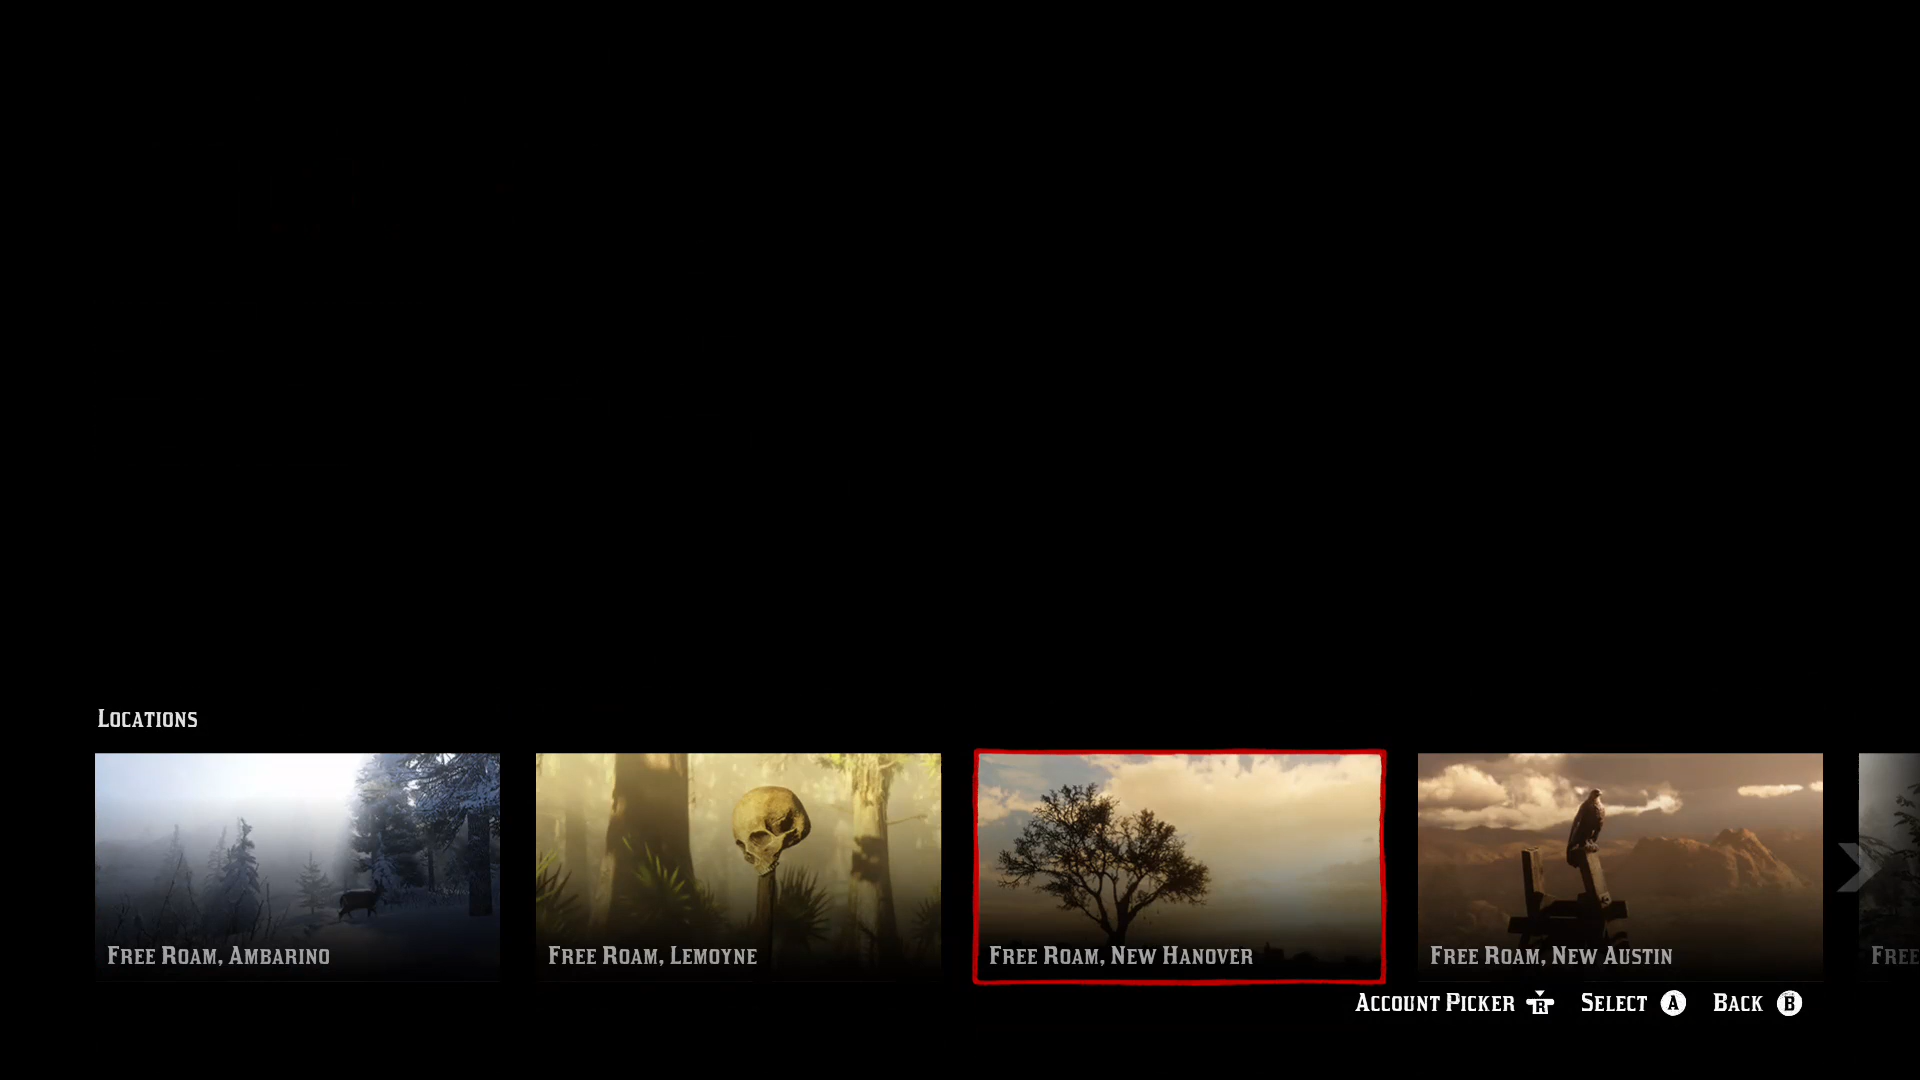 Locations
Free Roam, Ambarino
Free Roam, Lemoyne
Free Roam, New Hanover
Free Roam, New Austin
Free
Account Picker R Select A Back B